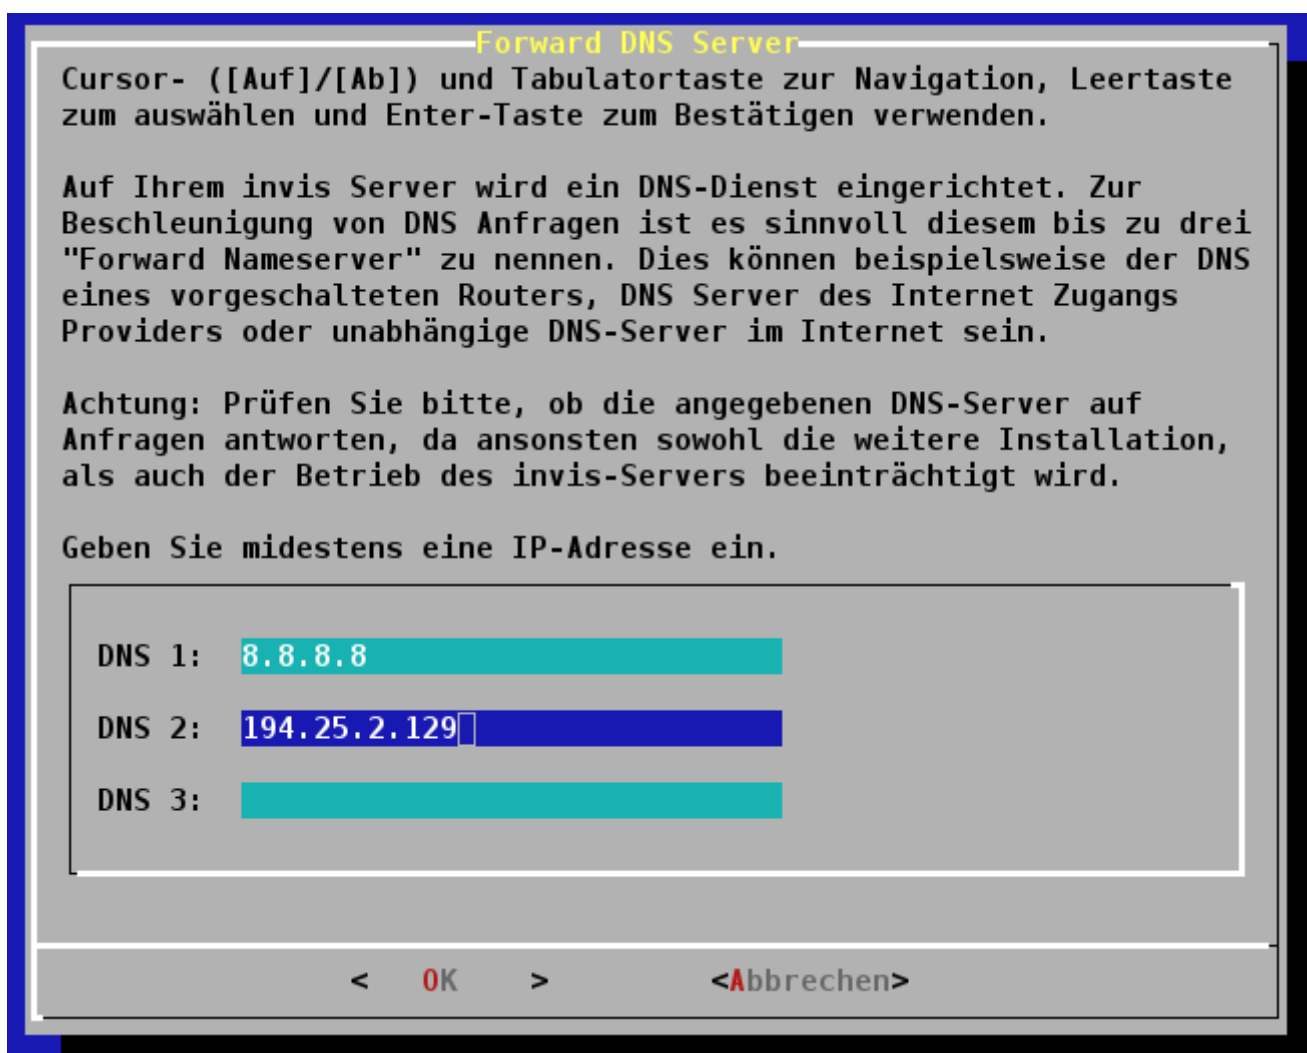 Forward DNS Server
Cursor- ([Auf]/[Ab]) und Tabulatortaste zur Navigation, Leertaste
zum auswählen und Enter-Taste zum Bestätigen verwenden.
Auf Ihrem invis Server wird ein DNS-Dienst eingerichtet. Zur
Beschleunigung von DNS Anfragen ist es sinnvoll diesem bis zu drei
"Forward Nameserver" zu nennen. Dies können beispielsweise der DNS
eines vorgeschalteten Routers, DNS Server des Internet Zugangs
Providers oder unabhängige DNS-Server im Internet sein.
Achtung: Prüfen Sie bitte, ob die angegebenen DNS-Server auf
Anfragen antworten, da ansonsten sowohl die weitere Installation,
als auch der Betrieb des invis-Servers beeinträchtigt wird.
Geben Sie midestens eine IP-Adresse ein.
DNS 1: 8.8.8.8
DNS 2: 194.25.2.129
DNS 3:
<  OK  > <Abbrechen>